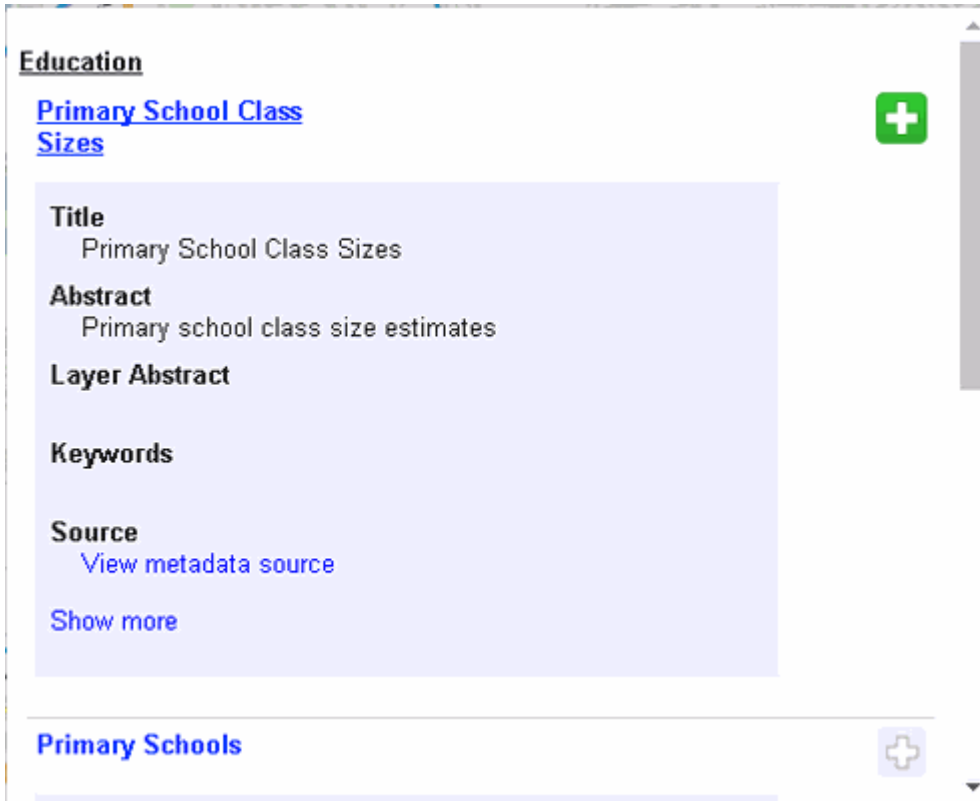 Education
Primary School Class
Sizes
Title
Primary School Class Sizes
Abstract
Primary school class size estimates
Layer Abstract
Keywords
Source
View metadata source
Show more
Primary Schools